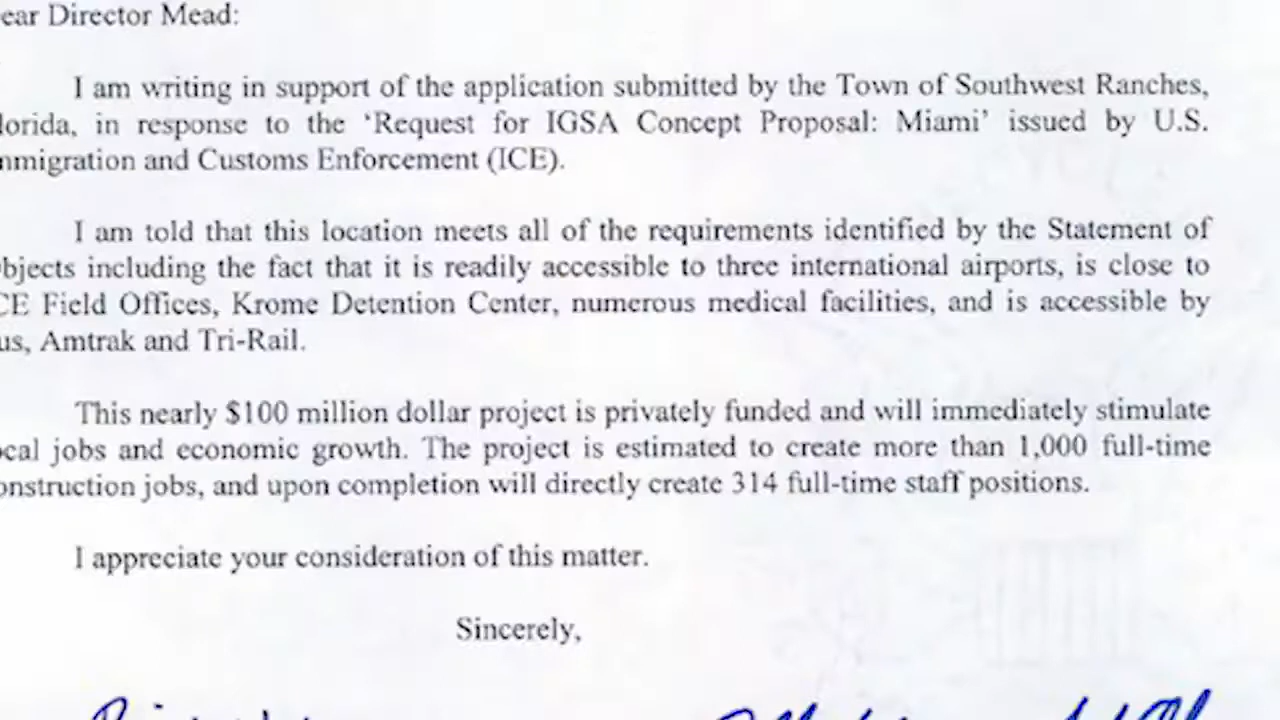 ear Director Mead:
I am writing in support of the application submitted by the Town of Southwest Ranches,
lorida, in response to the ‘Request for IGSA Concept Proposal: Miami’ issued by U.S.
nmigration and Customs Enforcement (ICE).
I am told that this location meets all of the requirements identified by the Statement of
bjects including the fact that it is readily accessible to three international airports, is close to
CE Field Offices, Krome Detention Center, numerous medical facilities, and is accessible by
us, Amtrak and Tri-Rail.
This nearly $100 million dollar project is privately funded and will immediately stimulate
ocal jobs and economic growth. The project is estimated to create more than 1,000 full-time
onstruction jobs, and upon completion will directly create 314 full-time staff positions.
I appreciate your consideration of this matter.
Sincerely,